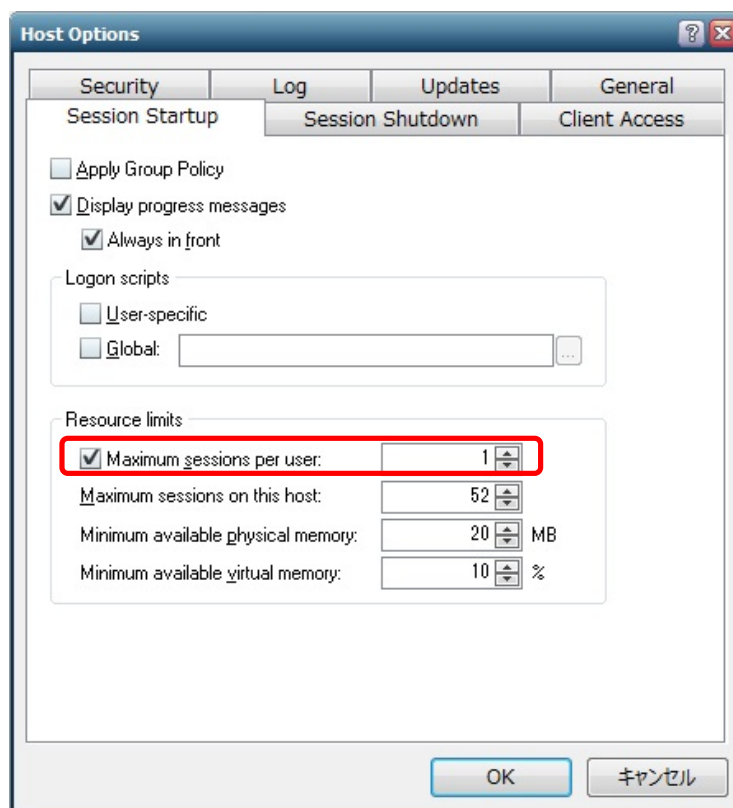 Host Options
Security Log Updates General
Session Startup Session Shutdown Client Access
Apply Group Policy
Display progress messages
Always in front
Logon scripts
User-specific
Global: ...
Resource limits
Maximum sessions per user: 1
Maximum sessions on this host: 52
Minimum available physical memory: 20 MB
Minimum available virtual memory: 10 %
OK キャンセル